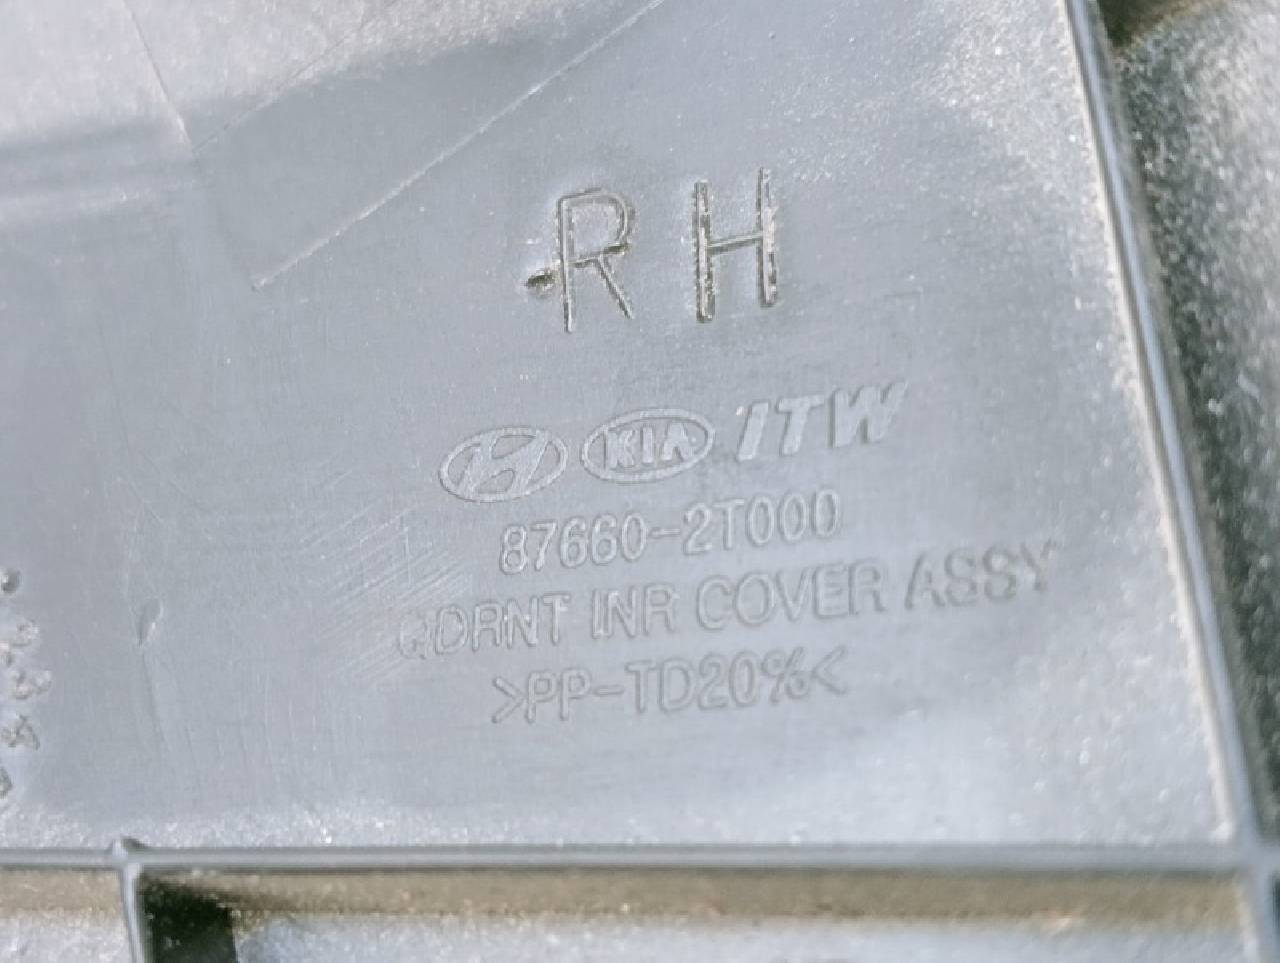 RH
KIA ITW
87660-2T000
QDRNT INR COVER ASSY
>PP-TD20%<